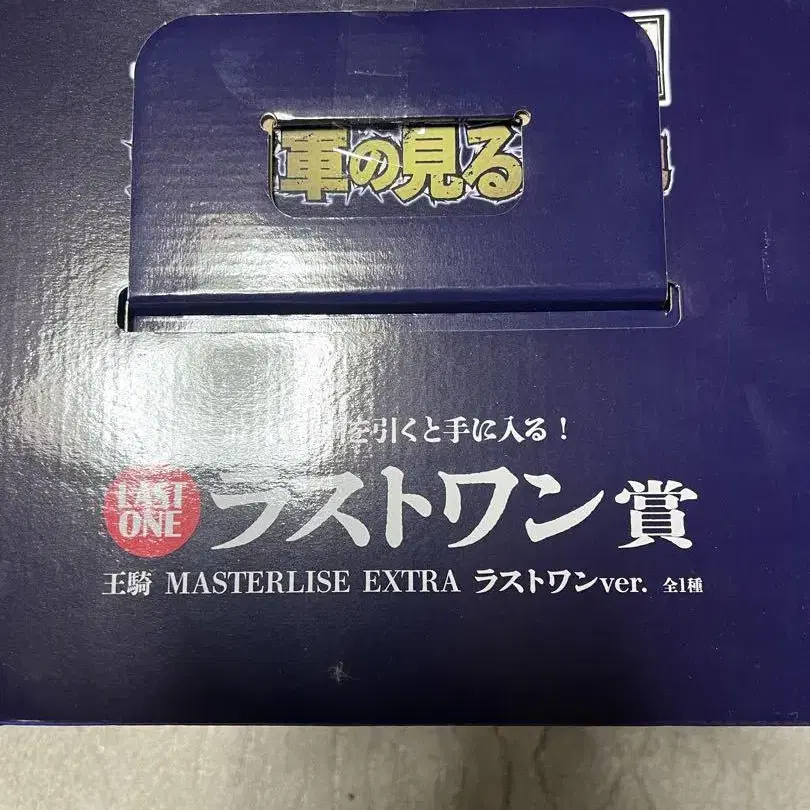 軍の見る
を引くと手に入る！
LAST ONE ラストワン賞
王騎 MASTERLISE EXTRA ラストワンver. 全1種